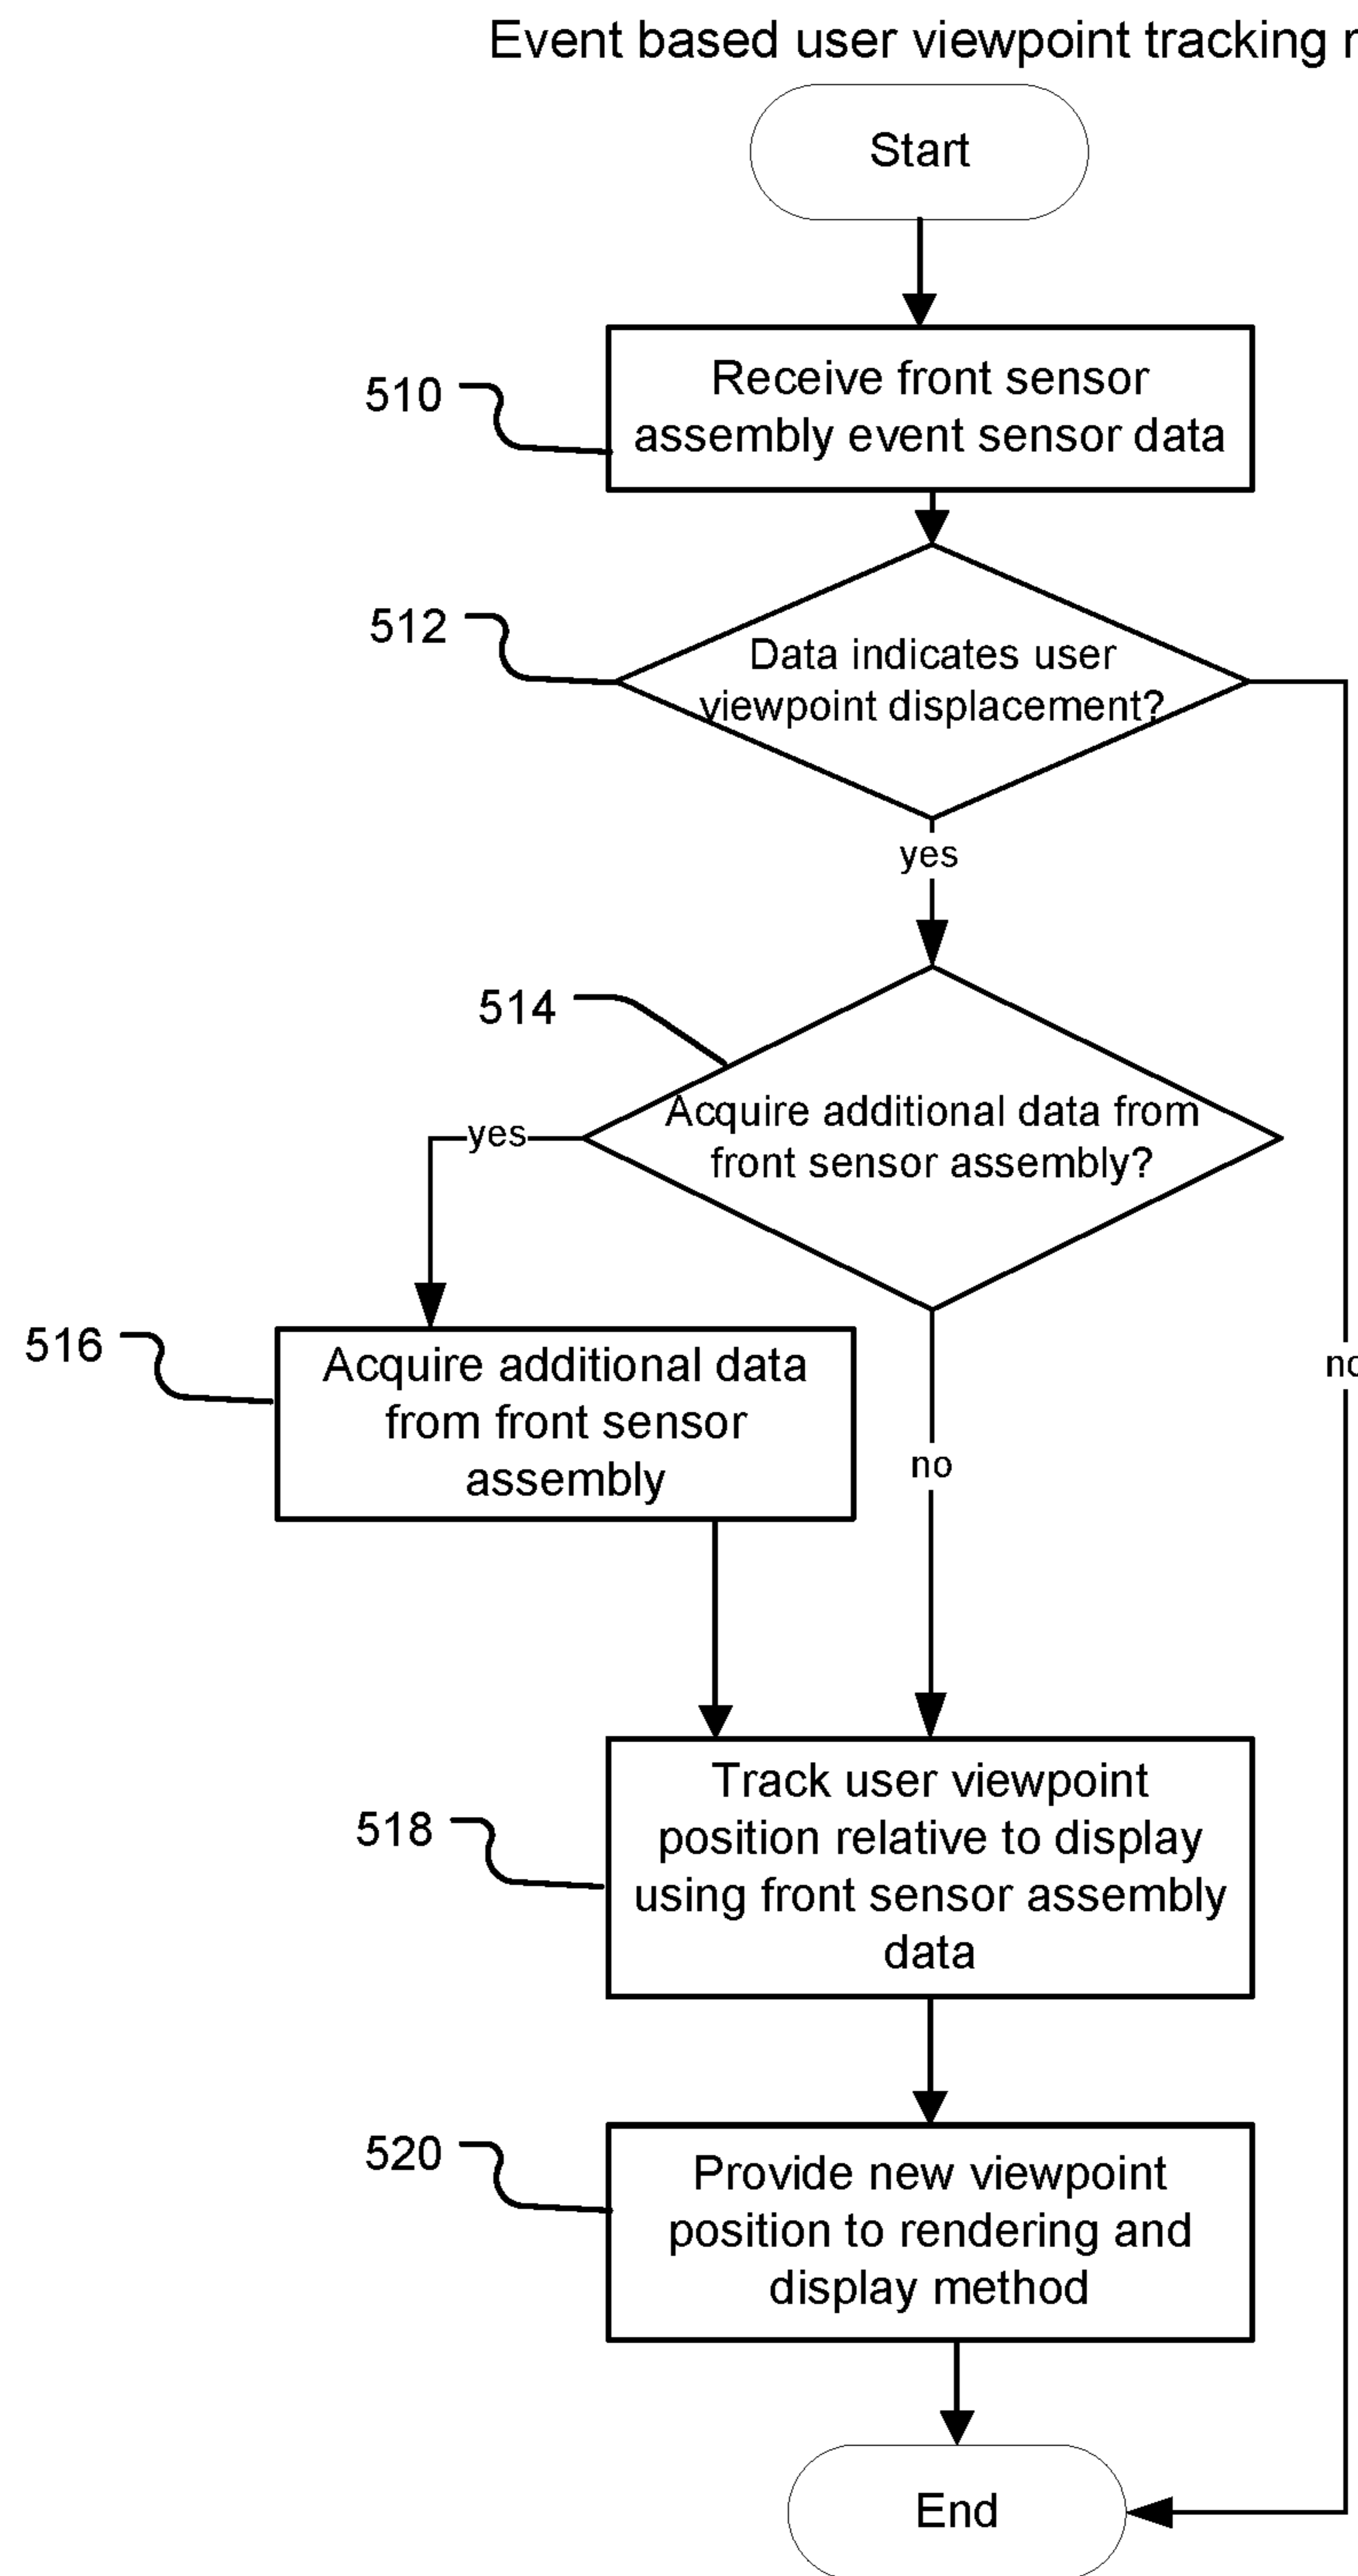 Event based user viewpoint tracking
Start
510
Receive front sensor
assembly event sensor data
512
Data indicates user
viewpoint displacement?
yes
514
Acquire additional data from
front sensor assembly?
yes
516
Acquire additional data
from front sensor
assembly
no
no
518
Track user viewpoint
position relative to display
using front sensor assembly
data
520
Provide new viewpoint
position to rendering and
display method
End